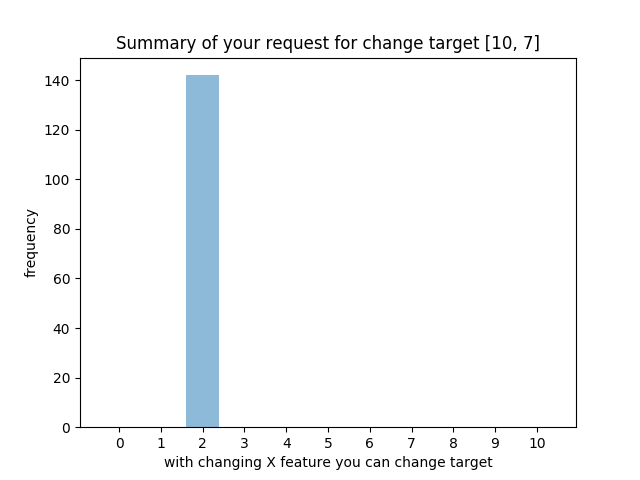 Summary of your request for change target [10, 7]
140
120
100
80
60
40
20
0
frequency
0 1 2 3 4 5 6 7 8 9 10
with changing X feature you can change target